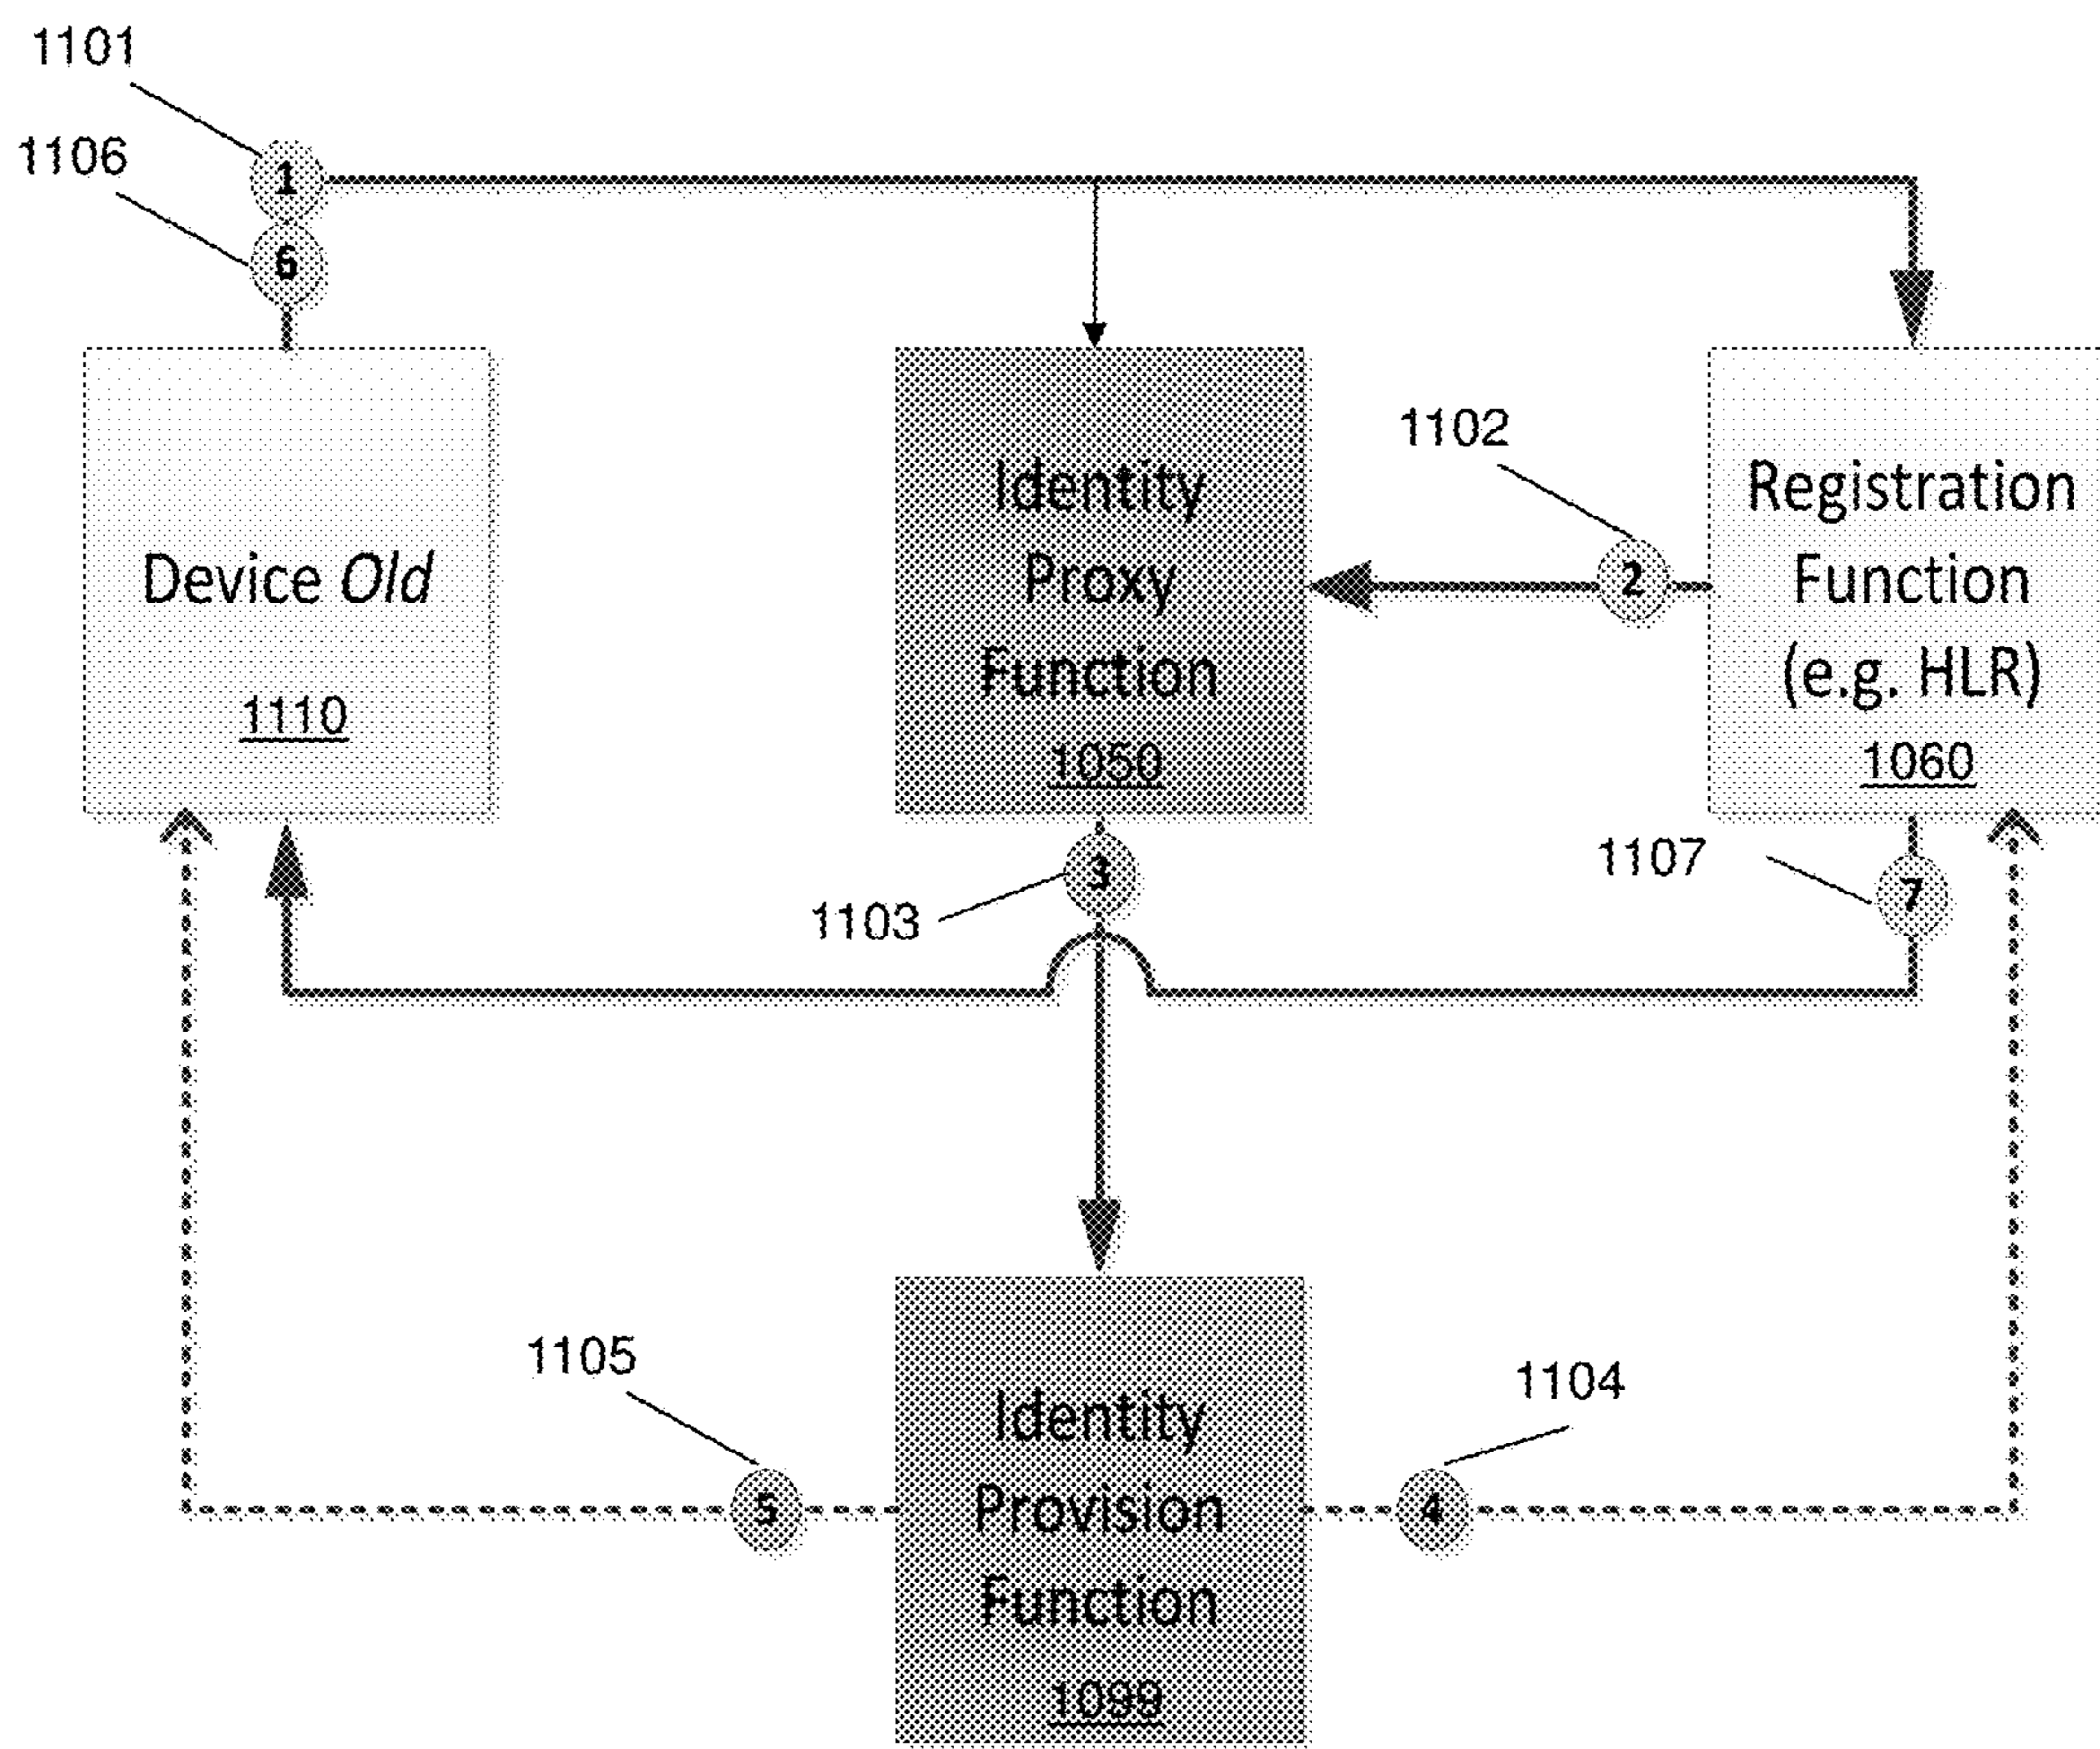 1101
1106
1
6
Device Old
1110
Identity
Proxy
Function
1050
1102
2
Registration
Function
(e.g. HLR)
1060
3
1103
1107
7
1105
5
Identity
Provision
Function
1099
1104
4